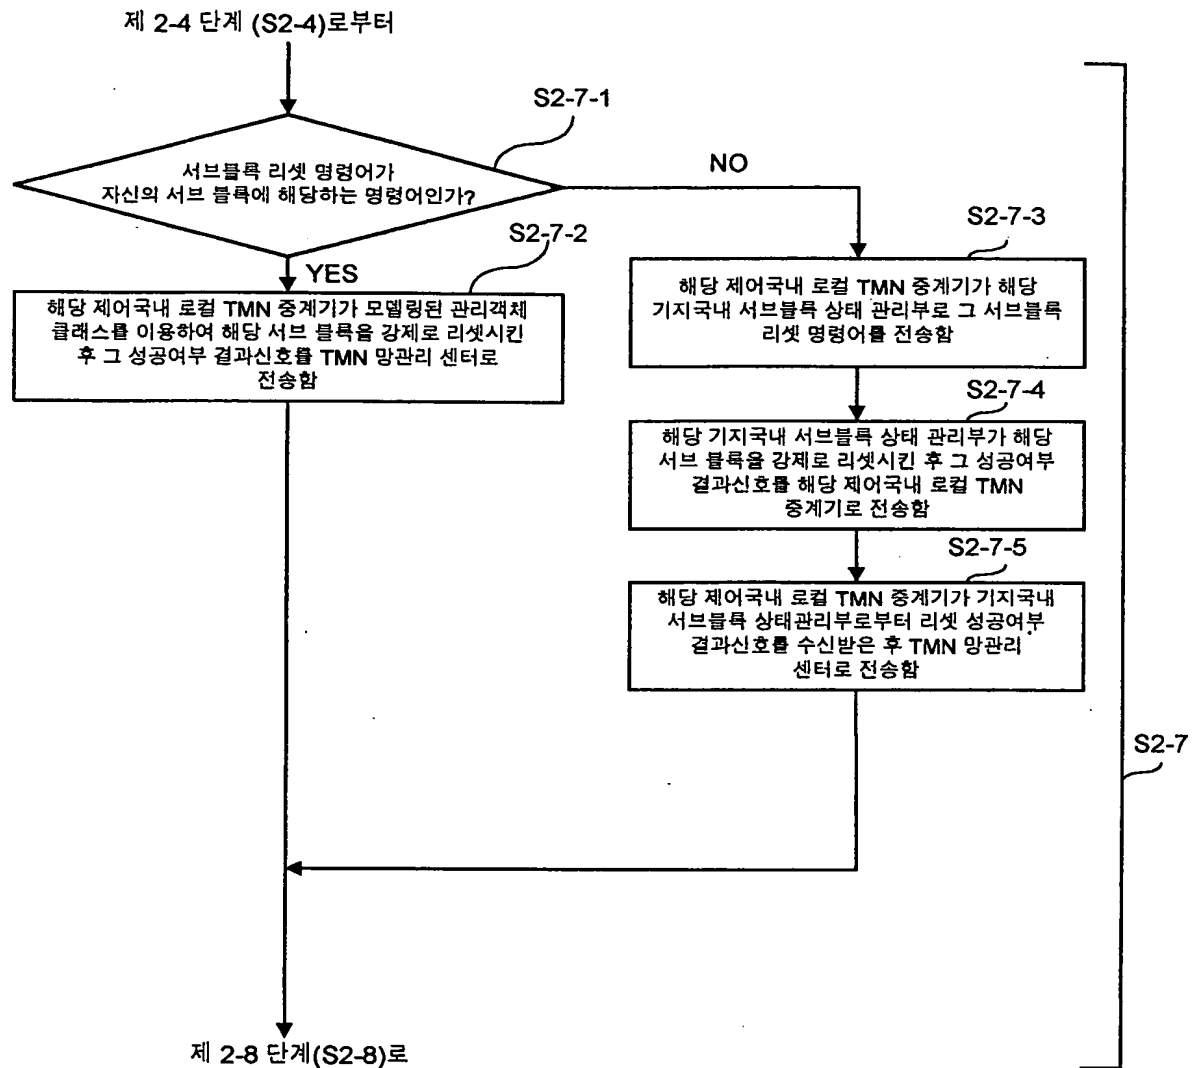 제 2-4 단계 (S2-4)로부터
S2-7-1
서브블록 리셋 명령어가
자신의 서브 블록에 해당하는 명령어인가?
NO
S2-7-2
YES
해당 제어국내 로컬 TMN 중계기가 모델링된 관리객체
클래스를 이용하여 해당 서브 블록을 강제로 리셋시킨
후 그 성공여부 결과신호를 TMN 망관리 센터로
전송함
S2-7-3
해당 제어국내 로컬 TMN 중계기가 해당
기지국내 서브블록 상태 관리부로 그 서브블록
리셋 명령어를 전송함
S2-7-4
해당 기지국내 서브블록 상태 관리부가 해당
서브 블록을 강제로 리셋시킨 후 그 성공여부
결과신호를 해당 제어국내 로컬 TMN
중계기로 전송함
S2-7-5
해당 제어국내 로컬 TMN 중계기가 기지국내
서브블록 상태관리부로부터 리셋 성공여부
결과신호를 수신받은 후 TMN 망관리
센터로 전송함
S2-7
제 2-8 단계(S2-8)로